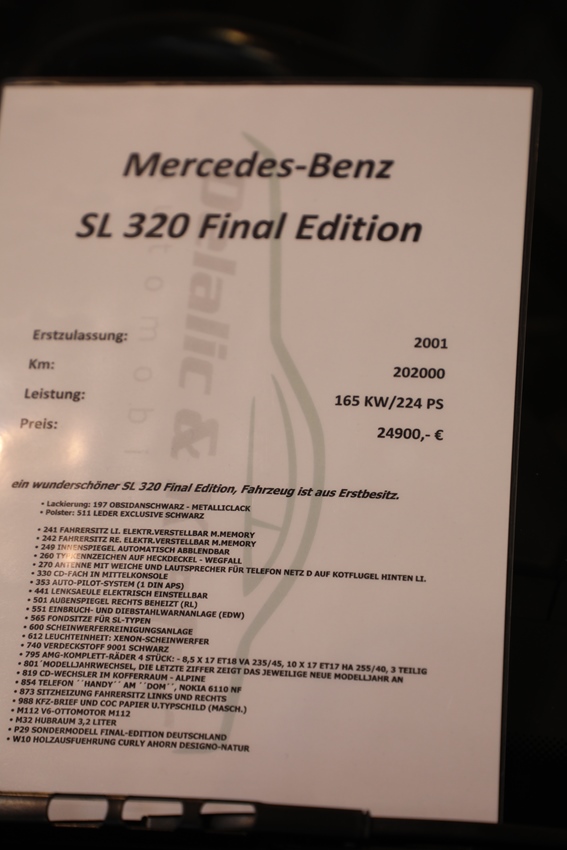 Mercedes-Benz
SL 320 Final Edition
Delalic &
Erstzulassung: 2001
Km: 202000
Leistung: 165 KW/224 PS
Preis: 24900,- €
ein wunderschöner SL 320 Final Edition, Fahrzeug ist aus Erstbesitz.
• Lackierung: 197 OBSIDANSCHWARZ - METALLICLACK
• Polster: 511 LEDER EXCLUSIVE SCHWARZ
• 241 FAHRERSITZ LI. ELEKTR.VERSTELLBAR M.MEMORY
• 242 FAHRERSITZ RE. ELEKTR.VERSTELLBAR M.MEMORY
• 249 INNENSPIEGEL AUTOMATISCH ABBLENDBAR
• 260 TYPKENNZEICHEN AUF HECKDECKEL - WEGFALL
• 270 ANTENNE MIT WEICHE UND LAUTSPRECHER FÜR TELEFON NETZ D AUF KOTFLUGEL HINTEN LI.
• 330 CD-FACH IN MITTELKONSOLE
• 353 AUTO-PILOT-SYSTEM (1 DIN APS)
• 441 LENKSAEULE ELEKTRISCH EINSTELLBAR
• 501 AUßENSPIEGEL RECHTS BEHEIZT (RL)
• 551 EINBRUCH- UND DIEBSTAHLWARNANLAGE (EDW)
• 565 FONDSITZE FÜR SL-TYPEN
• 600 SCHEINWERFERREINIGUNGSANLAGE
• 612 LEUCHTEINHEIT: XENON-SCHEINWERFER
• 740 VERDECKSTOFF 9001 SCHWARZ
• 795 AMG-KOMPLETT-RÄDER 4 STÜCK: - 8,5 X 17 ET18 VA 235/45, 10 X 17 ET17 HA 255/40, 3 TEILIG
• 801 ´MODELLJAHRWECHSEL, DIE LETZTE ZIFFER ZEIGT DAS JEWEILIGE NEUE MODELLJAHR AN
• 819 CD-WECHSLER IM KOFFERRAUM - ALPINE
• 854 TELEFON ´´HANDY´´ AM ´´DOM´´, NOKIA 6110 NF
• 873 SITZHEIZUNG FAHRERSITZ LINKS UND RECHTS
• 988 KFZ-BRIEF UND COC PAPIER U.TYPSCHILD (MASCH.)
• M112 V6-OTTOMOTOR M112
• M32 HUBRAUM 3,2 LITER
• P29 SONDERMODELL FINAL-EDITION DEUTSCHLAND
• W10 HOLZAUSFUEHRUNG CURLY AHORN DESIGNO-NATUR